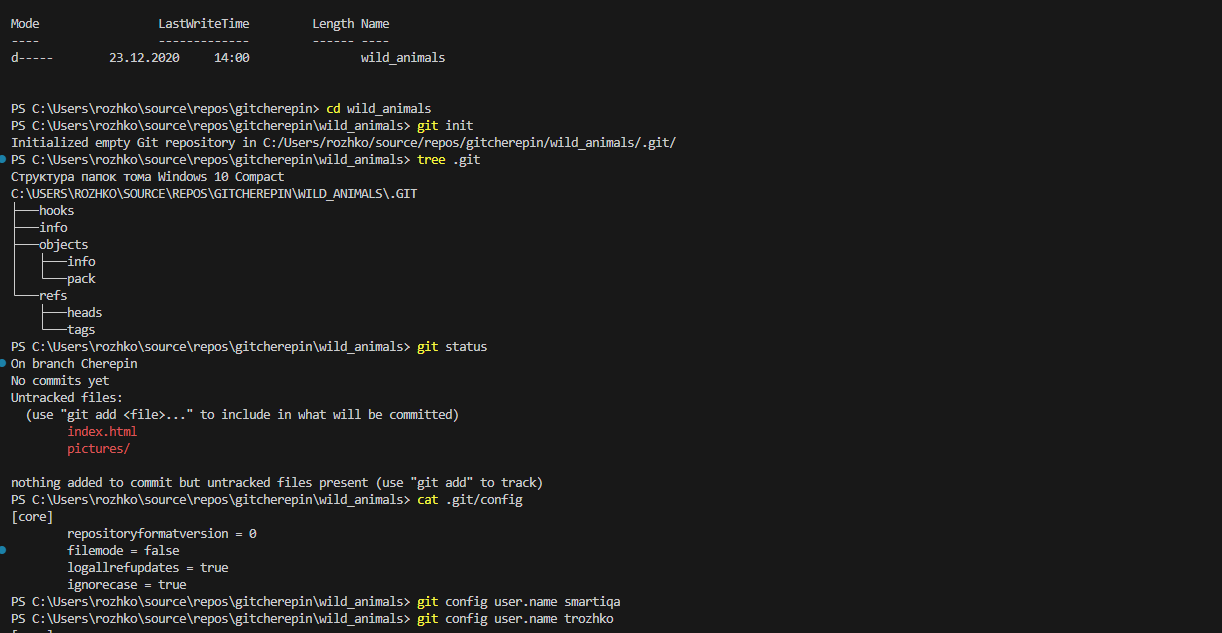 Mode                 LastWriteTime         Length Name
----                 -------------         ------ ----
d-----        23.12.2020     14:00                wild_animals
PS C:\Users\rozhko\source\repos\gitcherepin> cd wild_animals
PS C:\Users\rozhko\source\repos\gitcherepin\wild_animals> git init
Initialized empty Git repository in C:/Users/rozhko/source/repos/gitcherepin/wild_animals/.git/
PS C:\Users\rozhko\source\repos\gitcherepin\wild_animals> tree .git
Структура папок тома Windows 10 Compact
C:\USERS\ROZHKO\SOURCE\REPOS\GITCHEREPIN\WILD_ANIMALS\.GIT
├───hooks
├───info
├───objects
│   ├───info
│   └───pack
└───refs
    ├───heads
    └───tags
PS C:\Users\rozhko\source\repos\gitcherepin\wild_animals> git status
On branch Cherepin
No commits yet
Untracked files:
  (use "git add <file>..." to include in what will be committed)
        index.html
        pictures/
nothing added to commit but untracked files present (use "git add" to track)
PS C:\Users\rozhko\source\repos\gitcherepin\wild_animals> cat .git/config
[core]
        repositoryformatversion = 0
        filemode = false
        logallrefupdates = true
        ignorecase = true
PS C:\Users\rozhko\source\repos\gitcherepin\wild_animals> git config user.name smartiqa
PS C:\Users\rozhko\source\repos\gitcherepin\wild_animals> git config user.name trozhko